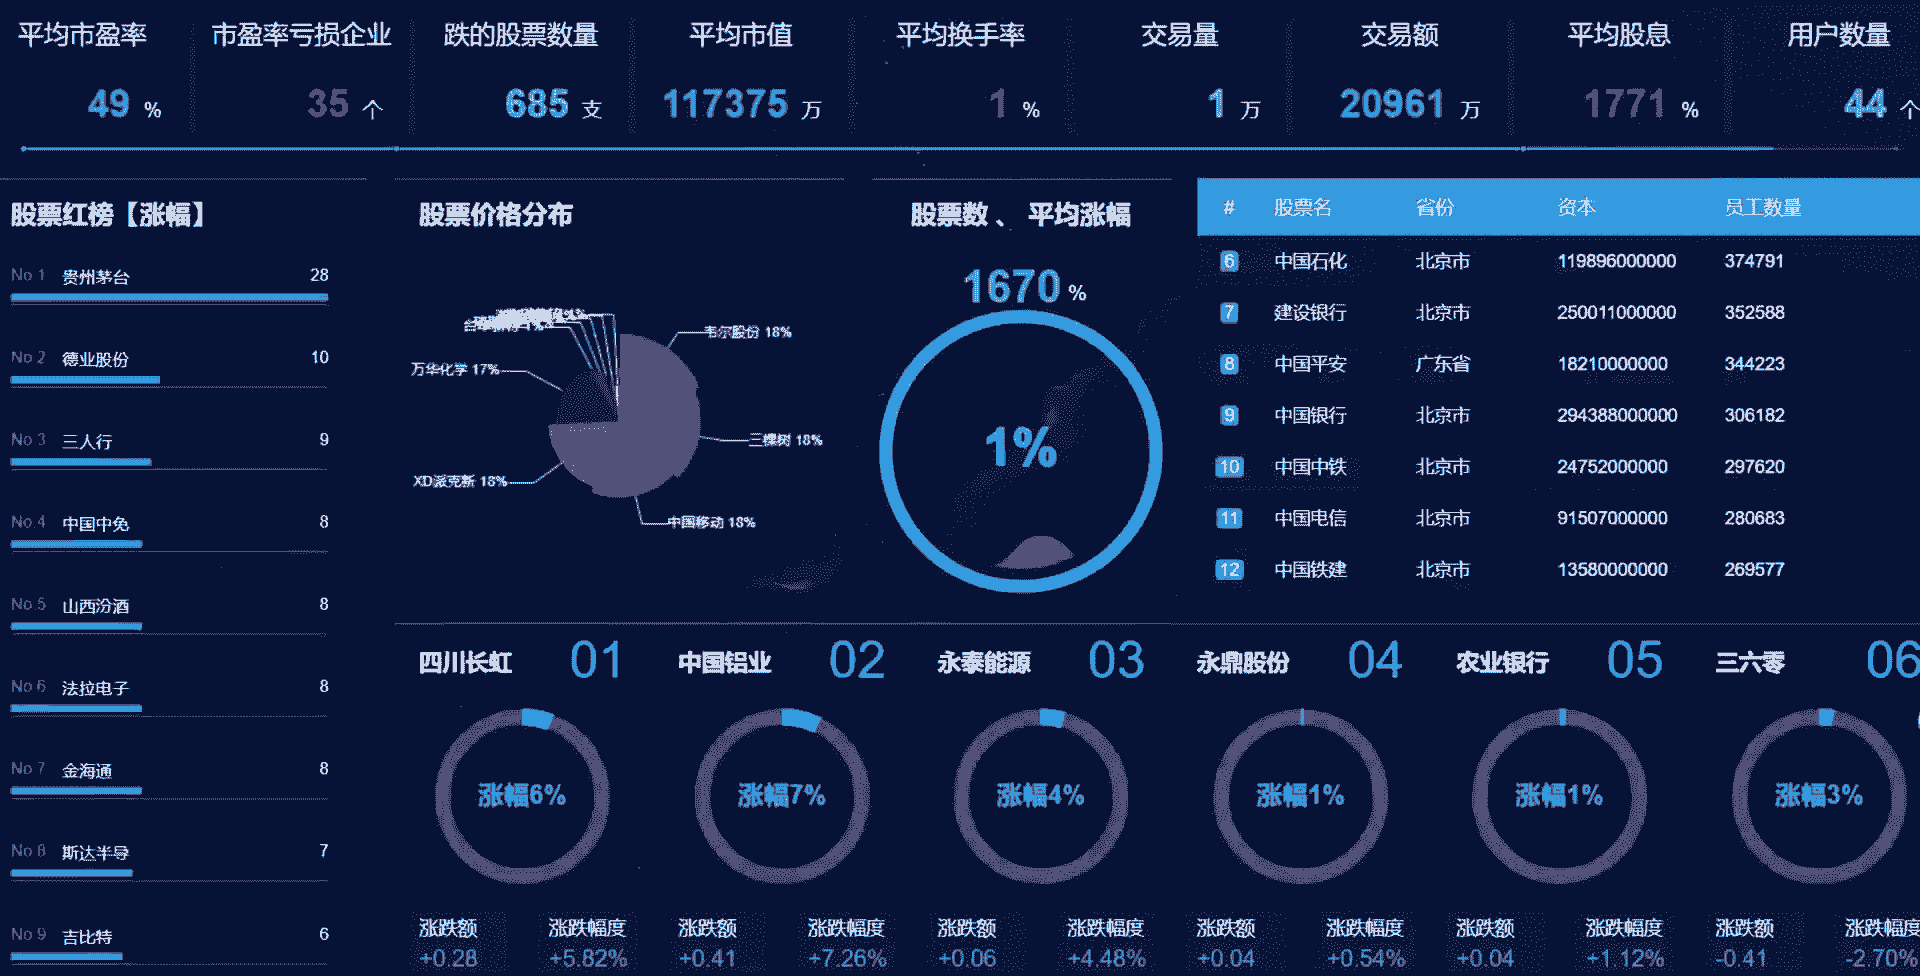 平均市盈率 市盈率亏损企业 跌的股票数量 平均市值 平均换手率 交易量 交易额 平均股息 用户数量
49 % 35 个 685 支 117375 万 1 % 1 万 20961 万 1771 % 44 个
股票红榜【涨幅】
No 1 贵州茅台 28
No 2 德业股份 10
No 3 三人行 9
No 4 中国中免 8
No 5 山西汾酒 8
No 6 法拉电子 8
No 7 金海通 8
No 8 斯达半导 7
No 9 吉比特 6
股票价格分布
韦尔股份 18%
万华化学 17%
三棵树 18%
XD派克新 18%
中国移动 18%
股票数 、 平均涨幅
1670 %
1%
# 股票名 省份 资本 员工数量
6 中国石化 北京市 119896000000 374791
7 建设银行 北京市 250011000000 352588
8 中国平安 广东省 18210000000 344223
9 中国银行 北京市 294388000000 306182
10 中国中铁 北京市 24752000000 297620
11 中国电信 北京市 91507000000 280683
12 中国铁建 北京市 13580000000 269577
四川长虹 01 中国铝业 02 永泰能源 03 永鼎股份 04 农业银行 05 三六零 06
涨幅6% 涨幅7% 涨幅4% 涨幅1% 涨幅1% 涨幅3%
涨跌额 涨跌幅度 涨跌额 涨跌幅度 涨跌额 涨跌幅度 涨跌额 涨跌幅度 涨跌额 涨跌幅度 涨跌额 涨跌幅度
+0.28 +5.82% +0.41 +7.26% +0.06 +4.48% +0.04 +0.54% +0.04 +1.12% -0.41 -2.70%